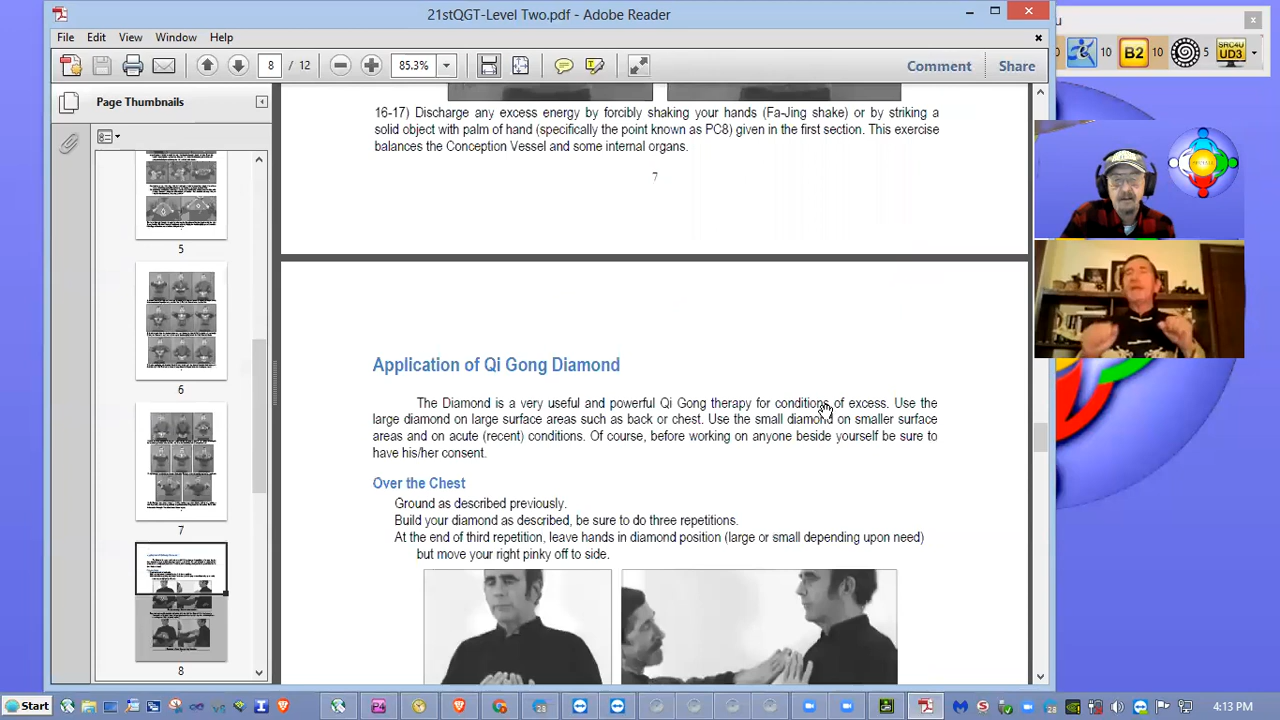 21stQGT-Level Two.pdf - Adobe Reader
u
File Edit View Window Help
8 / 12 85.3% Comment Share
10 B2 10 5 SRC4U UD3
Page Thumbnails
5
6
7
8
16-17) Discharge any excess energy by forcibly shaking your hands (Fa-Jing shake) or by striking a
solid object with palm of hand (specifically the point known as PC8) given in the first section. This exercise
balances the Conception Vessel and some internal organs.
7
Application of Qi Gong Diamond
The Diamond is a very useful and powerful Qi Gong therapy for conditions of excess. Use the
large diamond on large surface areas such as back or chest. Use the small diamond on smaller surface
areas and on acute (recent) conditions. Of course, before working on anyone beside yourself be sure to
have his/her consent.
Over the Chest
Ground as described previously.
Build your diamond as described, be sure to do three repetitions.
At the end of third repetition, leave hands in diamond position (large or small depending upon need)
but move your right pinky off to side.
Start
4:13 PM